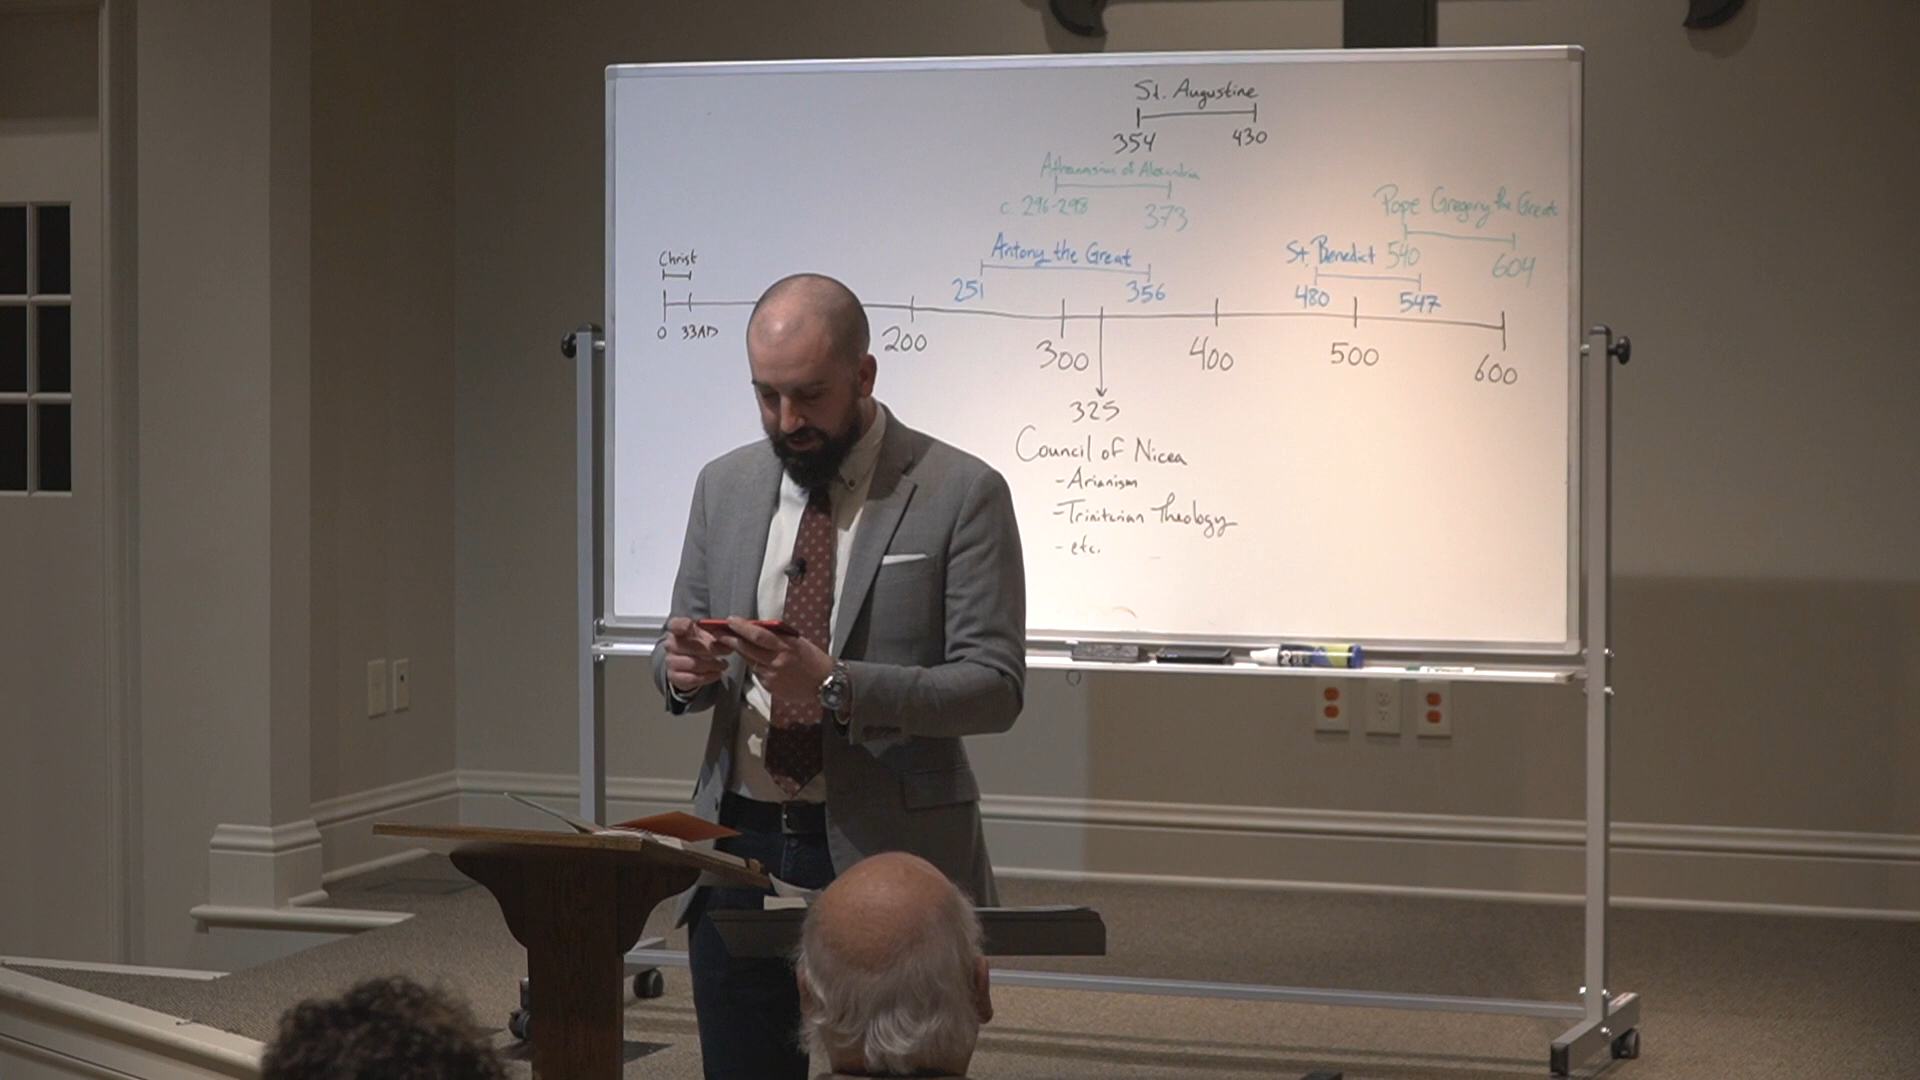 St. Augustine
354 430
Athanasius of Alexandria
c. 296-298 373
Pope Gregory the Great
540 604
Antony the Great
251 356
St. Benedict
480 547
Christ
0 33AD 200 300 400 500 600
325
Council of Nicea
-Arianism
-Trinitarian Theology
-etc.